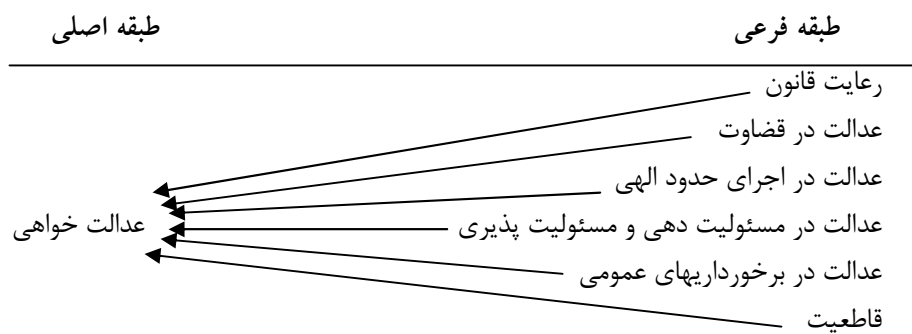 طبقه فرعی طبقه اصلی
رعایت قانون
عدالت در قضاوت
عدالت در اجرای حدود الهی
عدالت در مسئولیت دهی و مسئولیت پذیری عدالت خواهی
عدالت در برخورداریهای عمومی
قاطعیت